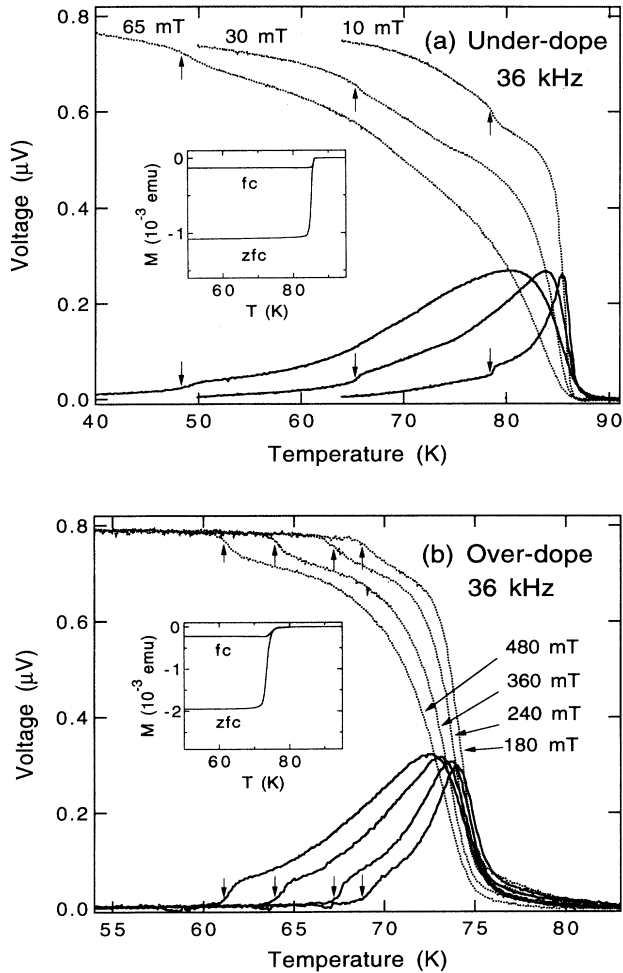 0.8
65 mT
30 mT
10 mT
(a) Under-dope
36 kHz
0.6
0.4
0.2
0.0
Voltage (μV)
0
-1
M (10⁻³ emu)
fc
zfc
60
80
T (K)
40
50
60
70
80
90
Temperature (K)
0.8
(b) Over-dope
36 kHz
0.6
0.4
0.2
0.0
Voltage (μV)
0
-1
-2
M (10⁻³ emu)
fc
zfc
60
80
T (K)
480 mT
360 mT
240 mT
180 mT
55
60
65
70
75
80
Temperature (K)